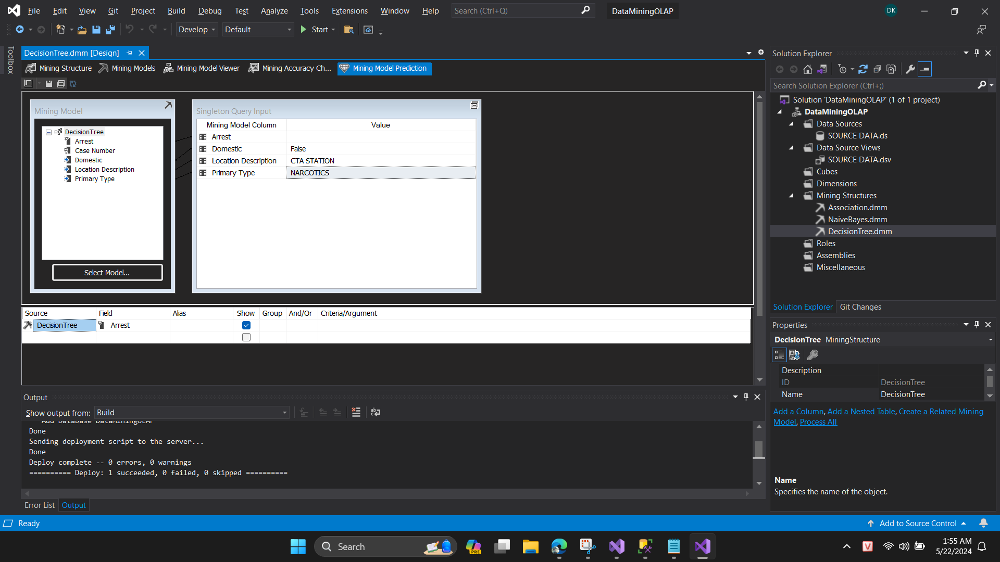 File Edit View Git Project Build Debug Test Analyze Tools Extensions Window Help Search (Ctrl+Q) DataMiningOLAP DK
Develop Default Start
Toolbox
DecisionTree.dmm [Design]
Mining Structure Mining Models Mining Model Viewer Mining Accuracy Ch... Mining Model Prediction
Mining Model
DecisionTree
Arrest
Case Number
Domestic
Location Description
Primary Type
Select Model...
Singleton Query Input
Mining Model Column Value
Arrest
Domestic False
Location Description CTA STATION
Primary Type NARCOTICS
Source Field Alias Show Group And/Or Criteria/Argument
DecisionTree Arrest
Output
Show output from: Build
Add Database DataMiningOLAP
Done
Sending deployment script to the server...
Done
Deploy complete -- 0 errors, 0 warnings
========== Deploy: 1 succeeded, 0 failed, 0 skipped ==========
Error List Output
Solution Explorer
Search Solution Explorer (Ctrl+;)
Solution 'DataMiningOLAP' (1 of 1 project)
DataMiningOLAP
Data Sources
SOURCE DATA.ds
Data Source Views
SOURCE DATA.dsv
Cubes
Dimensions
Mining Structures
Association.dmm
NaiveBayes.dmm
DecisionTree.dmm
Roles
Assemblies
Miscellaneous
Solution Explorer Git Changes
Properties
DecisionTree MiningStructure
Description
ID DecisionTree
Name DecisionTree
Add a Column, Add a Nested Table, Create a Related Mining
Model, Process All
Name
Specifies the name of the object.
Ready Add to Source Control
Search PRE V 1:55 AM
5/22/2024